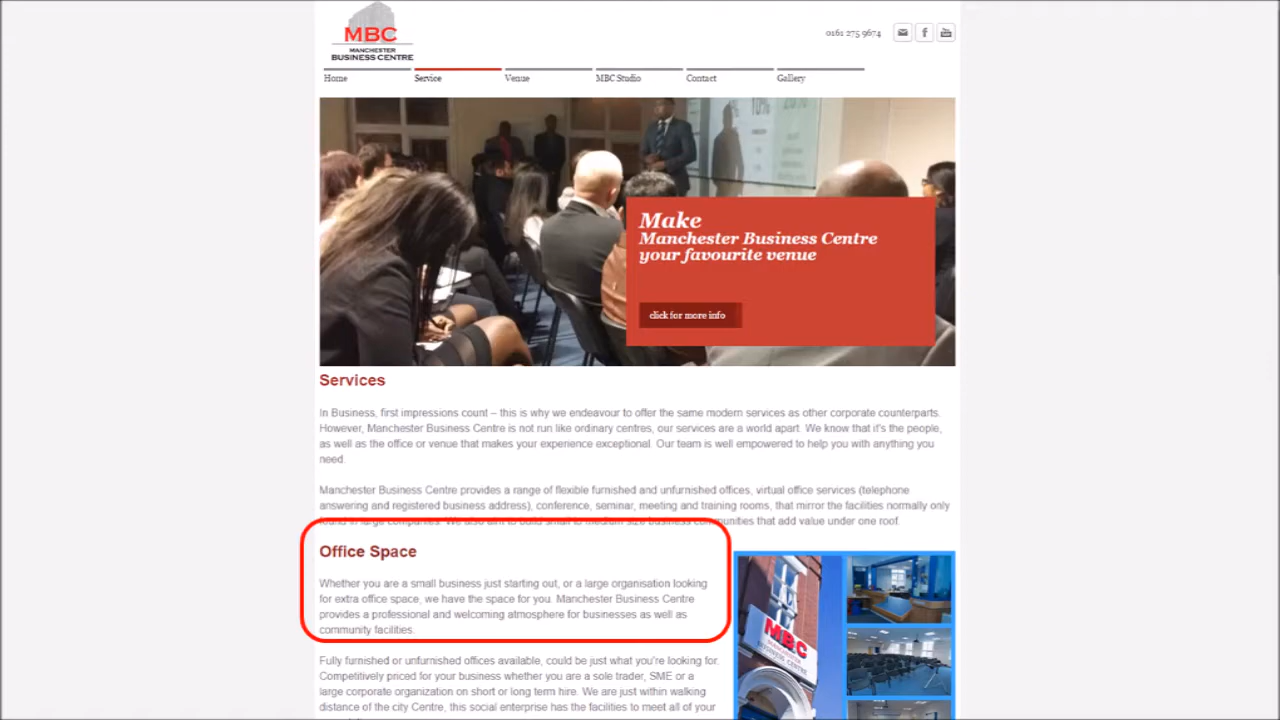 MBC
MANCHESTER
BUSINESS CENTRE
0161 275 9674
Home
Service
Venue
MBC Studio
Contact
Gallery
Make
Manchester Business Centre
your favourite venue
click for more info
Services
In Business, first impressions count – this is why we endeavour to offer the same modern services as other corporate counterparts.
However, Manchester Business Centre is not run like ordinary centres, our services are a world apart. We know that it's the people,
as well as the office or venue that makes your experience exceptional. Our team is well empowered to help you with anything you
need.
Manchester Business Centre provides a range of flexible furnished and unfurnished offices, virtual office services (telephone
answering and registered business address), conference, seminar, meeting and training rooms, that mirror the facilities normally only
found in large companies. We also aim to build small to medium size business communities that add value under one roof.
Office Space
Whether you are a small business just starting out, or a large organisation looking
for extra office space, we have the space for you. Manchester Business Centre
provides a professional and welcoming atmosphere for businesses as well as
community facilities.
Fully furnished or unfurnished offices available, could be just what you're looking for.
Competitively priced for your business whether you are a sole trader, SME or a
large corporate organization on short or long term hire. We are just within walking
distance of the city Centre, this social enterprise has the facilities to meet all of your
MBC
MANCHESTER
BUSINESS CENTRE